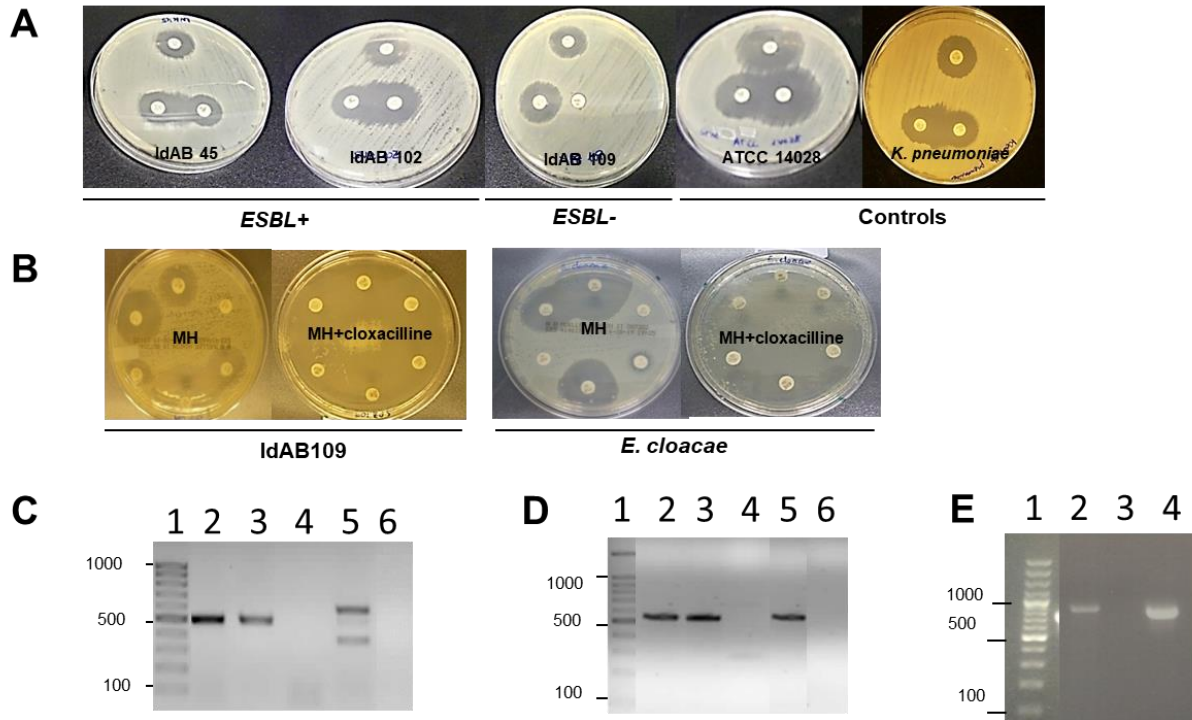 A
IdAB 45
IdAB 102
IdAB 109
ATCC 14028
K. pneumoniae
ESBL+
ESBL-
Controls
B
MH
MH+cloxacilline
MH
MH+cloxacilline
IdAB109
E. cloacae
C
1 2 3 4 5 6
1000
500
100
D
1 2 3 4 5 6
1000
500
100
E
1 2 3 4
1000
500
100